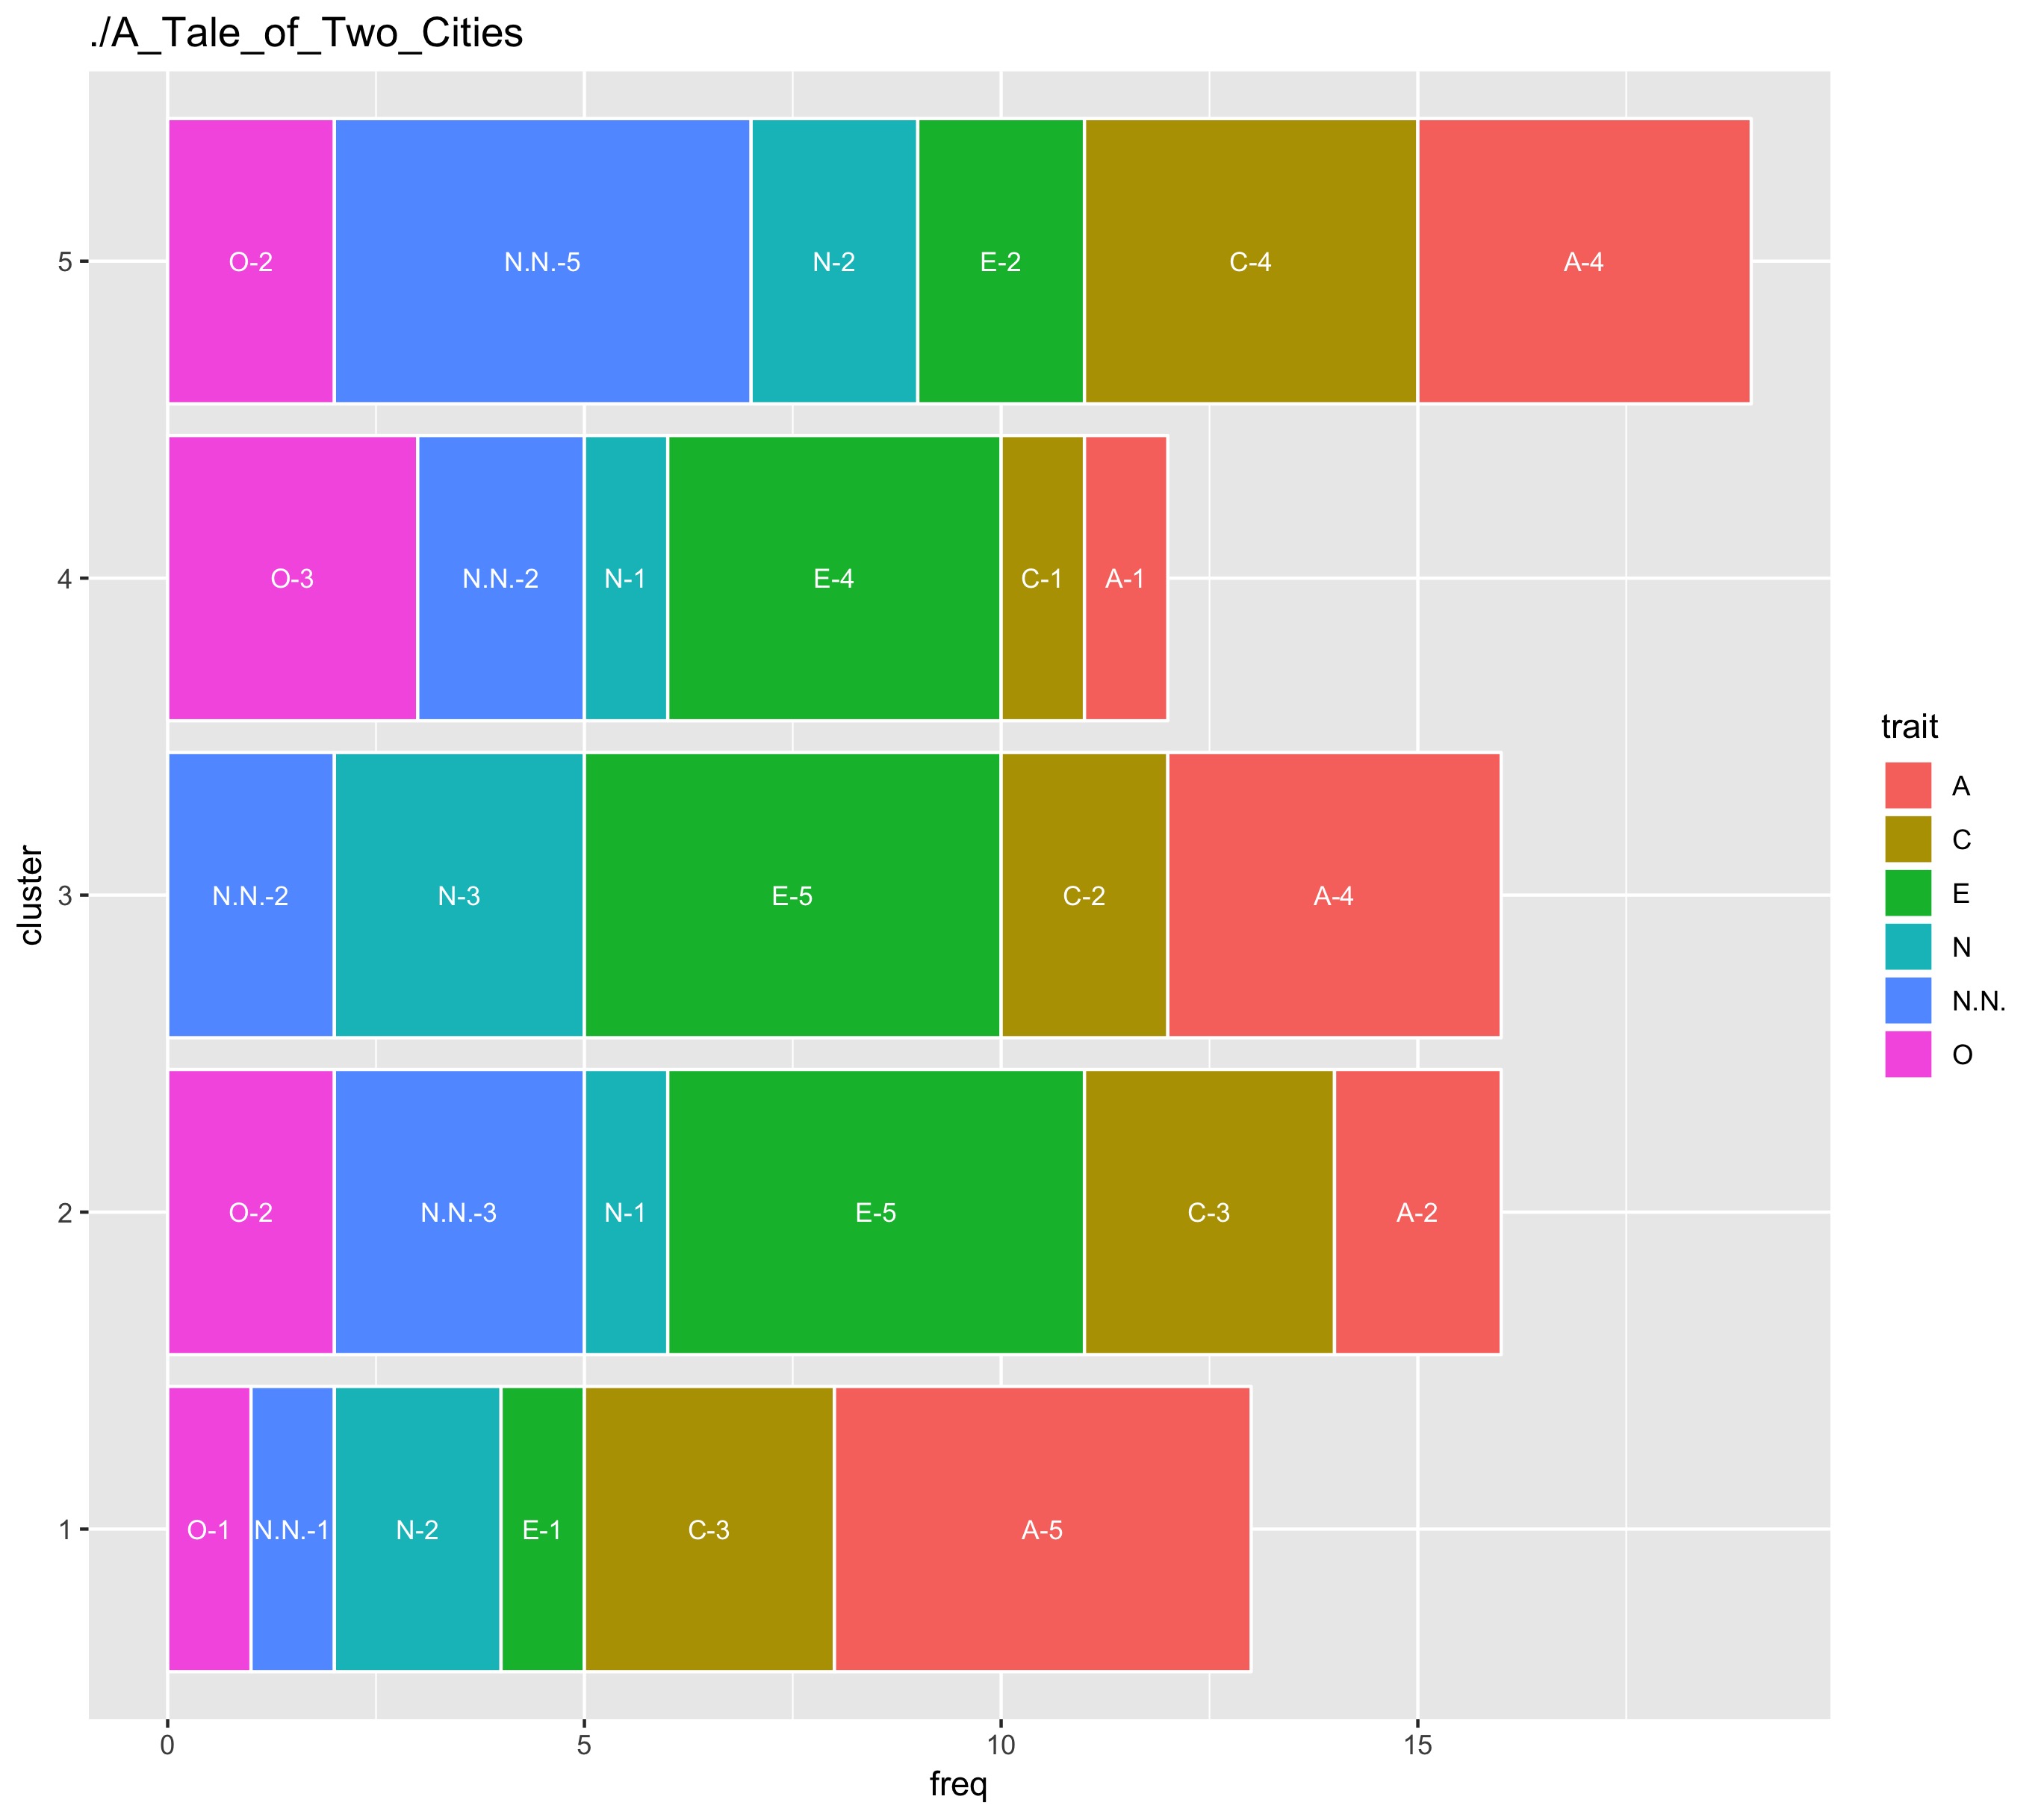 ./A_Tale_of_Two_Cities
cluster
5
O-2 N.N.-5 N-2 E-2 C-4 A-4
4
O-3 N.N.-2 N-1 E-4 C-1 A-1
3
N.N.-2 N-3 E-5 C-2 A-4
2
O-2 N.N.-3 N-1 E-5 C-3 A-2
1
O-1 N.N.-1 N-2 E-1 C-3 A-5
0 5 10 15
freq
trait
A
C
E
N
N.N.
O